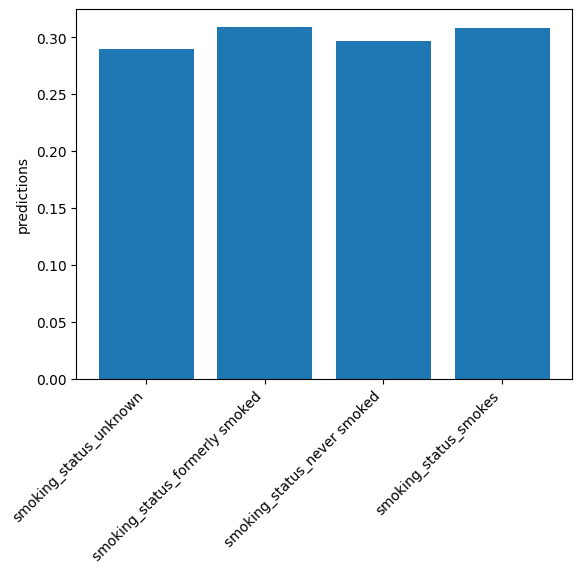 0.30
0.25
0.20
0.15
0.10
0.05
0.00
predictions
smoking_status_unknown
smoking_status_formerly smoked
smoking_status_never smoked
smoking_status_smokes